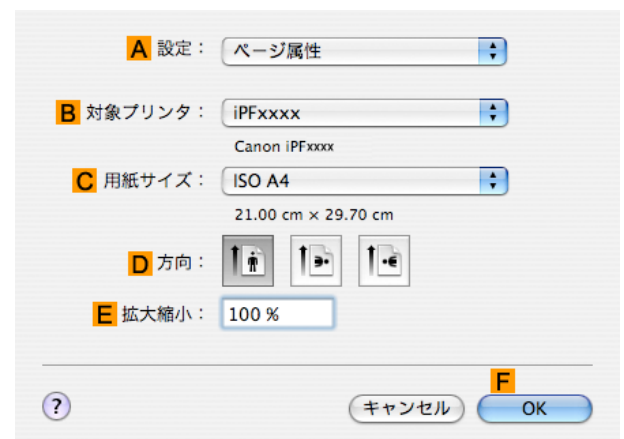 A 設定： ページ属性
B 対象プリンタ： iPFxxxx
Canon iPFxxxx
C 用紙サイズ： ISO A4
21.00 cm × 29.70 cm
D 方向：
E 拡大縮小： 100 %
F
? キャンセル OK